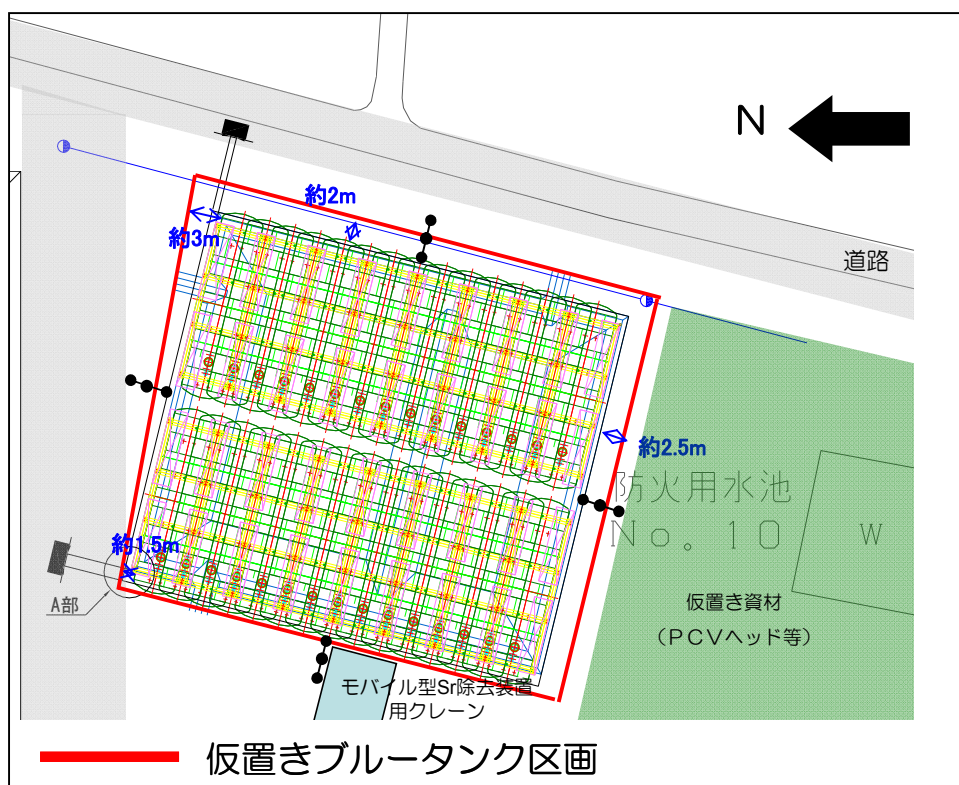 N
約2m
約3m
道路
約2.5m
防火用水池
No。10
W
約1.5m
A部
仮置き資材
（PCVヘッド等）
モバイル型Sr除去装置
用クレーン
仮置きブルータンク区画